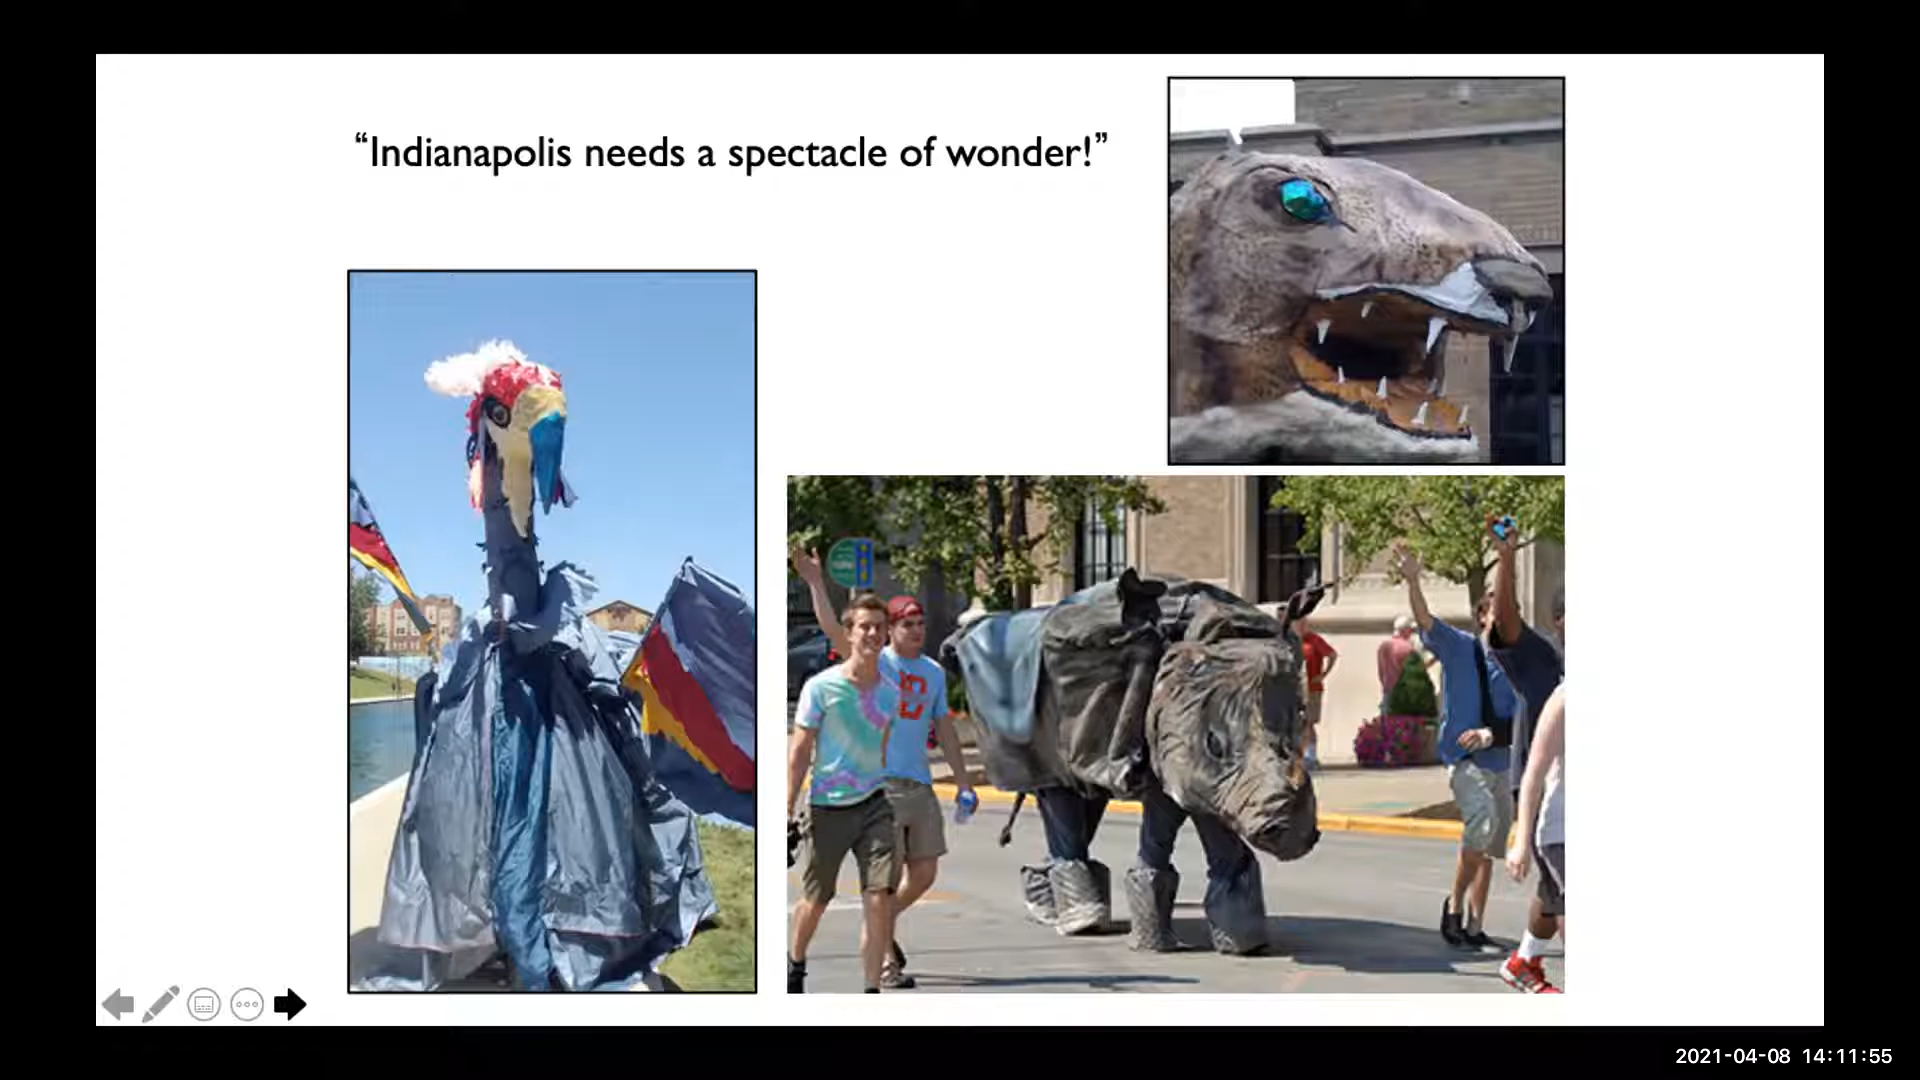 “Indianapolis needs a spectacle of wonder!”
2021-04-08 14:11:55